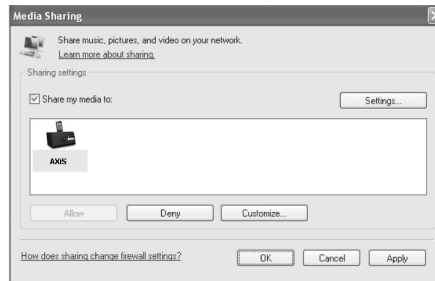 Media Sharing
Share music, pictures, and video on your network.
Learn more about sharing.
Sharing settings
Share my media to:
Settings...
AXiS
Allow
Deny
Customize...
How does sharing change firewall settings?
OK
Cancel
Apply